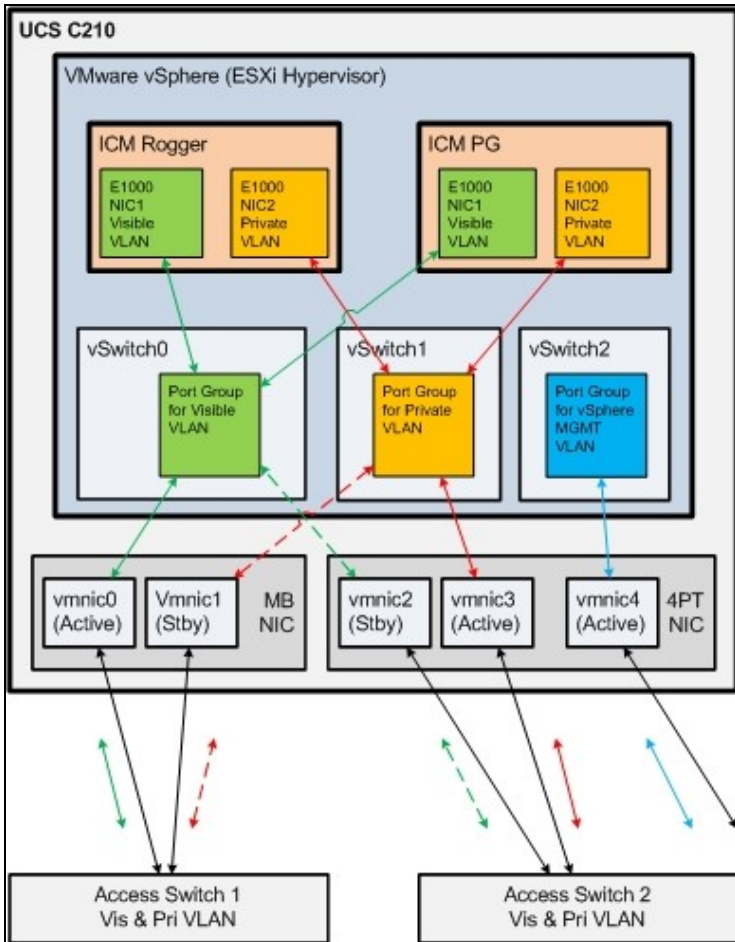 UCS C210
VMware vSphere (ESXi Hypervisor)
ICM Rogger
E1000
NIC1
Visible
VLAN
E1000
NIC2
Private
VLAN
ICM PG
E1000
NIC1
Visible
VLAN
E1000
NIC2
Private
VLAN
vSwitch0
Port Group
for Visible
VLAN
vSwitch1
Port Group
for Private
VLAN
vSwitch2
Port Group
for vSphere
MGMT
VLAN
vmnic0
(Active)
Vmnic1
(Stby)
MB
NIC
vmnic2
(Stby)
vmnic3
(Active)
vmnic4
(Active)
4PT
NIC
Access Switch 1
Vis & Pri VLAN
Access Switch 2
Vis & Pri VLAN